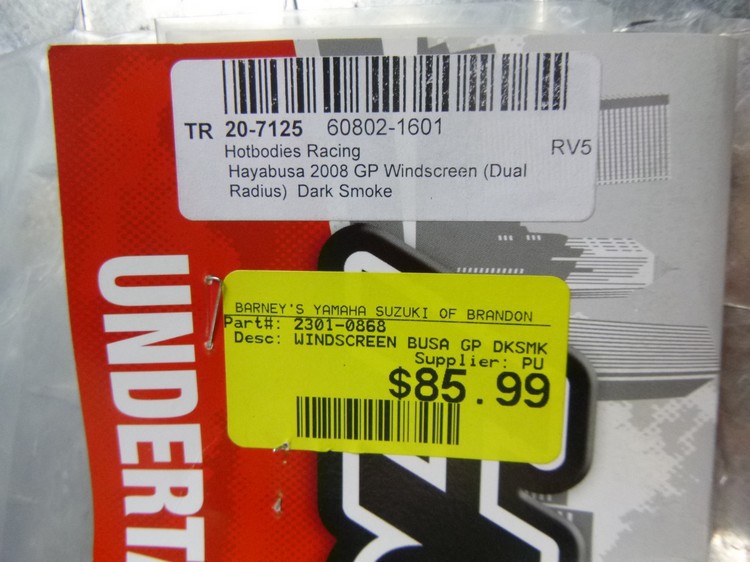 TR 20-7125 60802-1601
Hotbodies Racing RV5
Hayabusa 2008 GP Windscreen (Dual
Radius) Dark Smoke
BARNEY'S YAMAHA SUZUKI OF BRANDON
Part#: 2301-0868
Desc: WINDSCREEN BUSA GP DKSMK
Supplier: PU
$85.99
UNDERT